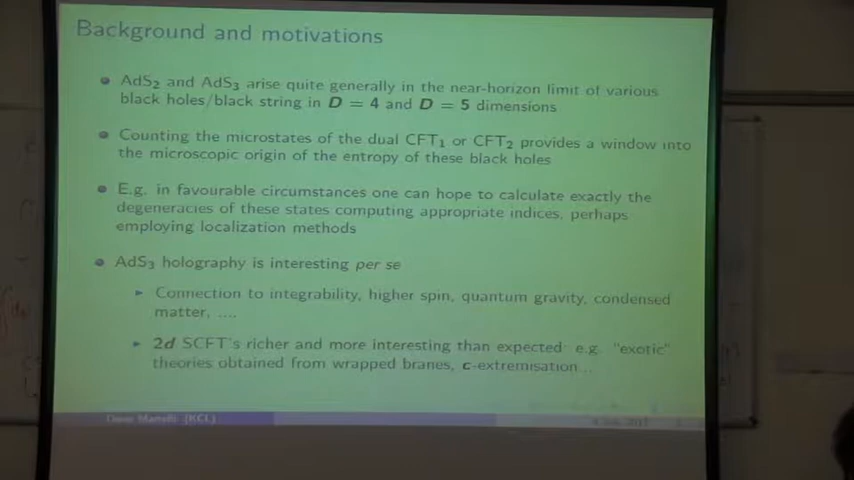 Background and motivations
AdS2 and AdS3 arise quite generally in the near-horizon limit of various
black holes/black string in D = 4 and D = 5 dimensions
Counting the microstates of the dual CFT1 or CFT2 provides a window into
the microscopic origin of the entropy of these black holes
E.g. in favourable circumstances one can hope to calculate exactly the
degeneracies of these states computing appropriate indices, perhaps
employing localization methods
AdS3 holography is interesting per se
Connection to integrability, higher spin, quantum gravity, condensed
matter, ....
2d SCFT's richer and more interesting than expected: e.g. "exotic"
theories obtained from wrapped branes, c-extremisation...
(KCL)